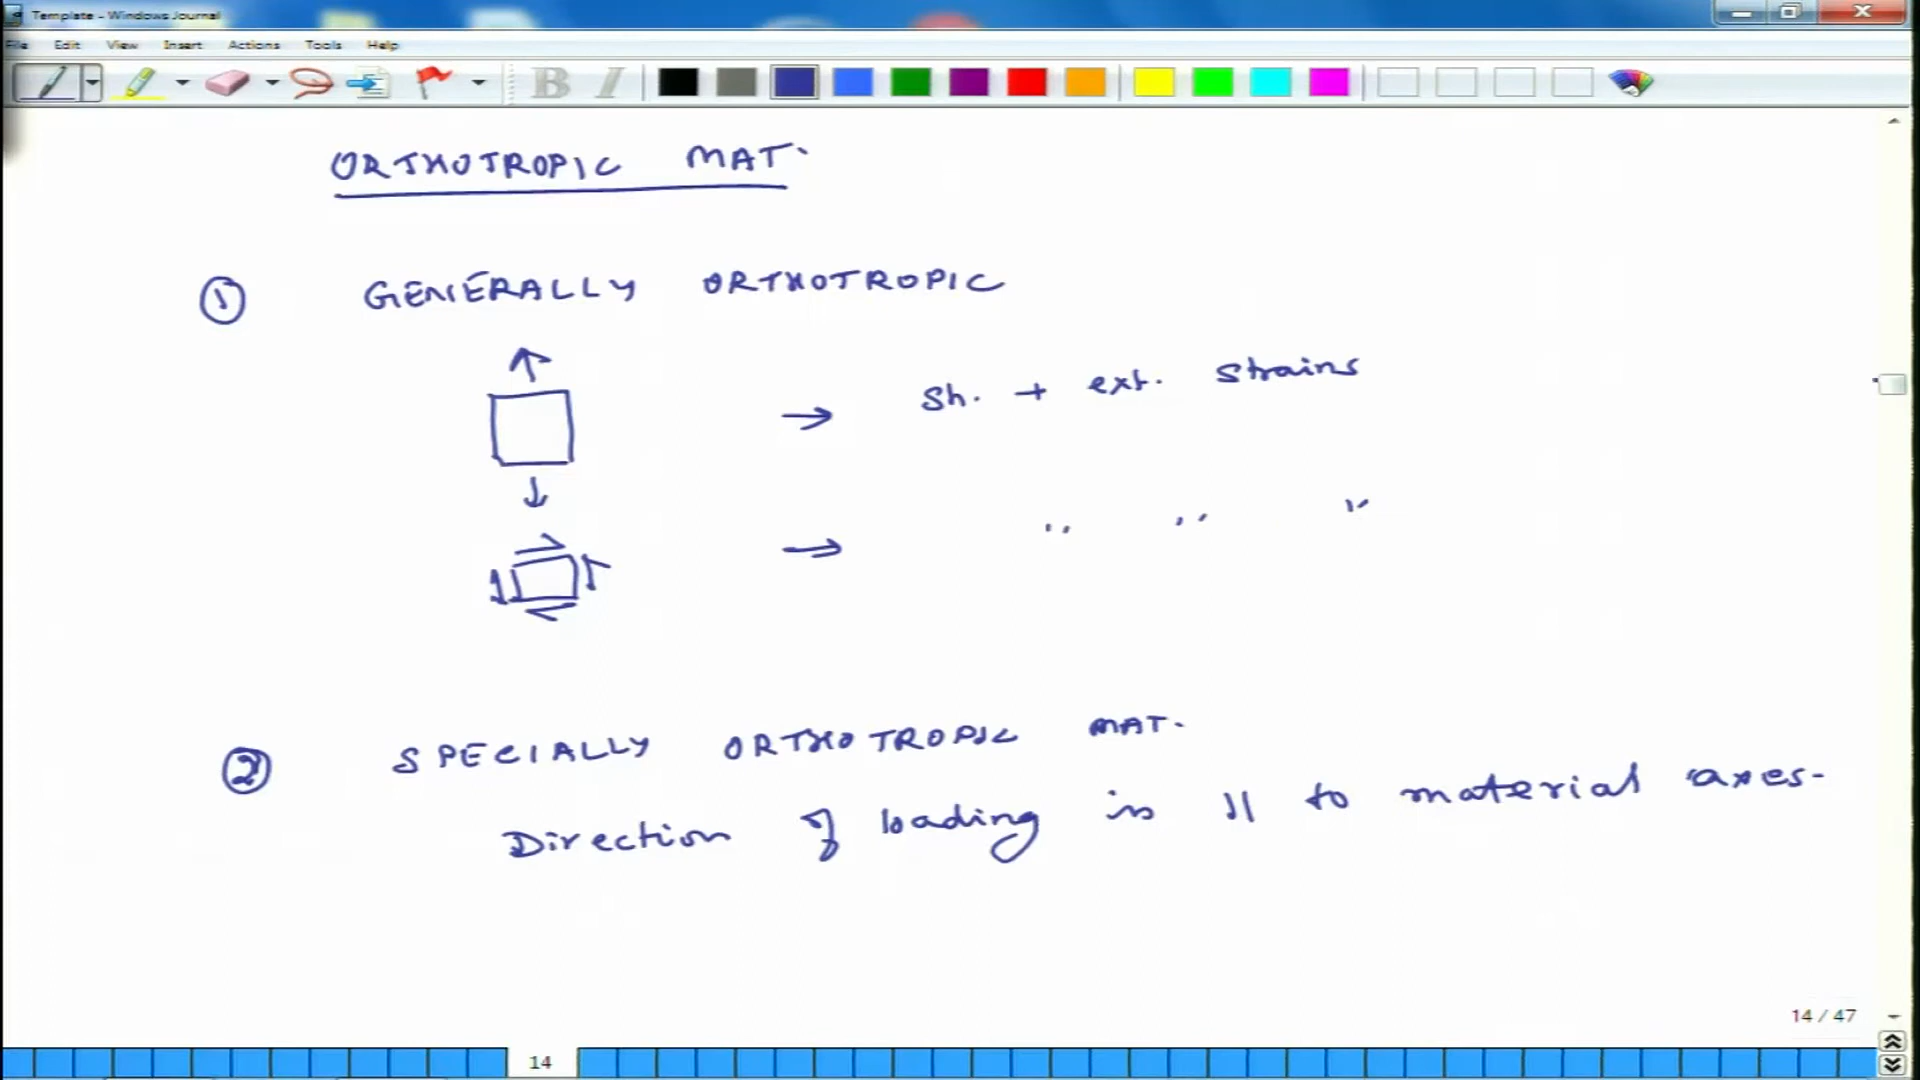 Template - Windows Journal
File Edit View Insert Actions Tools Help
B I
ORTHOTROPIC MAT.
① GENERALLY ORTHOTROPIC
→ Sh. + ext. strains
→ " " "
② SPECIALLY ORTHOTROPIC MAT.
Direction of loading is || to material axes.
14 / 47
14